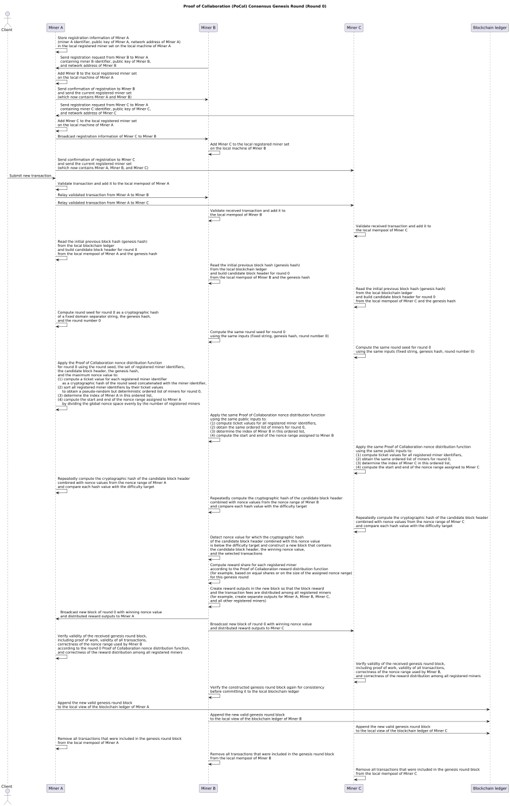 Proof of Collaboration (PoCol) Consensus Genesis Round (Round 0)
Client
Miner A
Miner B
Miner C
Blockchain ledger
Store registration information of Miner A
(miner A identifier, public key of Miner A, network address of Miner A)
in the local registered miner set on the local machine of Miner A
Send registration request from Miner B to Miner A
containing miner B identifier, public key of Miner B,
and network address of Miner B
Add Miner B to the local registered miner set
on the local machine of Miner A
Send confirmation of registration to Miner B
and send the current registered miner set
(which now contains Miner A and Miner B)
Send registration request from Miner C to Miner A
containing miner C identifier, public key of Miner C,
and network address of Miner C
Add Miner C to the local registered miner set
on the local machine of Miner A
Broadcast registration information of Miner C to Miner B
Add Miner C to the local registered miner set
on the local machine of Miner B
Send confirmation of registration to Miner C
and send the current registered miner set
(which now contains Miner A, Miner B, and Miner C)
Submit new transaction
Validate transaction and add it to the local mempool of Miner A
Relay validated transaction from Miner A to Miner B
Relay validated transaction from Miner A to Miner C
Validate received transaction and add it to
the local mempool of Miner B
Validate received transaction and add it to
the local mempool of Miner C
Read the initial previous block hash (genesis hash)
from the local blockchain ledger
and build candidate block header for round 0
from the local mempool of Miner A and the genesis hash
Read the initial previous block hash (genesis hash)
from the local blockchain ledger
and build candidate block header for round 0
from the local mempool of Miner B and the genesis hash
Read the initial previous block hash (genesis hash)
from the local blockchain ledger
and build candidate block header for round 0
from the local mempool of Miner C and the genesis hash
Compute round seed for round 0 as a cryptographic hash
of a fixed domain separator string, the genesis hash,
and the round number 0
Compute the same round seed for round 0
using the same inputs (fixed string, genesis hash, round number 0)
Compute the same round seed for round 0
using the same inputs (fixed string, genesis hash, round number 0)
Apply the Proof of Collaboration nonce distribution function
for round 0 using the round seed, the set of registered miner identifiers,
the candidate block header, the genesis hash,
and the maximum nonce value to:
(1) compute a ticket value for each registered miner identifier
as a cryptographic hash of the round seed concatenated with the miner identifier,
(2) sort all registered miner identifiers by their ticket values
to obtain a pseudo-random but deterministic ordered list of miners for round 0,
(3) determine the index of Miner A in this ordered list,
(4) compute the start and end of the nonce range assigned to Miner A
by dividing the global nonce space evenly by the number of registered miners
Apply the same Proof of Collaboration nonce distribution function
using the same public inputs to:
(1) compute ticket values for all registered miner identifiers,
(2) obtain the same ordered list of miners for round 0,
(3) determine the index of Miner B in this ordered list,
(4) compute the start and end of the nonce range assigned to Miner B
Apply the same Proof of Collaboration nonce distribution function
using the same public inputs to:
(1) compute ticket values for all registered miner identifiers,
(2) obtain the same ordered list of miners for round 0,
(3) determine the index of Miner C in this ordered list,
(4) compute the start and end of the nonce range assigned to Miner C
Repeatedly compute the cryptographic hash of the candidate block header
combined with nonce values from the nonce range of Miner A
and compare each hash value with the difficulty target
Repeatedly compute the cryptographic hash of the candidate block header
combined with nonce values from the nonce range of Miner B
and compare each hash value with the difficulty target
Repeatedly compute the cryptographic hash of the candidate block header
combined with nonce values from the nonce range of Miner C
and compare each hash value with the difficulty target
Detect nonce value for which the cryptographic hash
of the candidate block header combined with this nonce value
is below the difficulty target and construct a new block that contains
the candidate block header, the winning nonce value,
and the selected transactions
Compute reward share for each registered miner
according to the Proof of Collaboration reward distribution function
(for example, based on equal shares or on the size of the assigned nonce range)
for this genesis round
Create reward outputs in the new block so that the block reward
and the transaction fees are distributed among all registered miners
(for example, create separate outputs for Miner A, Miner B, Miner C,
and all other registered miners)
Broadcast new block of round 0 with winning nonce value
and distributed reward outputs to Miner A
Broadcast new block of round 0 with winning nonce value
and distributed reward outputs to Miner C
Verify validity of the received genesis round block,
including proof of work, validity of all transactions,
correctness of the nonce range used by Miner B
according to the round 0 Proof of Collaboration nonce distribution function,
and correctness of the reward distribution among all registered miners
Verify validity of the received genesis round block,
including proof of work, validity of all transactions,
correctness of the nonce range used by Miner B,
and correctness of the reward distribution among all registered miners
Verify the constructed genesis round block again for consistency
before committing it to the local blockchain ledger
Append the new valid genesis round block
to the local view of the blockchain ledger of Miner A
Append the new valid genesis round block
to the local view of the blockchain ledger of Miner B
Append the new valid genesis round block
to the local view of the blockchain ledger of Miner C
Remove all transactions that were included in the genesis round block
from the local mempool of Miner A
Remove all transactions that were included in the genesis round block
from the local mempool of Miner B
Remove all transactions that were included in the genesis round block
from the local mempool of Miner C
Client
Miner A
Miner B
Miner C
Blockchain ledger